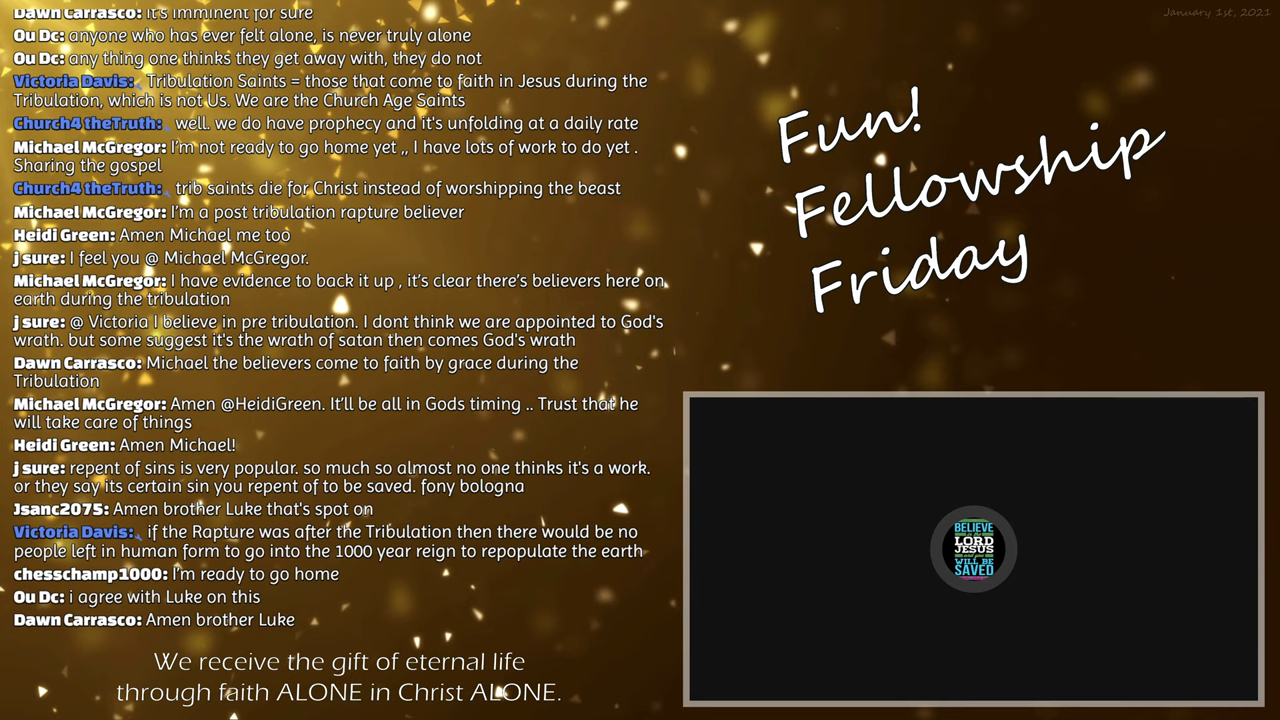 Dawn Carrasco: it's imminent for sure
Ou Dc: anyone who has ever felt alone, is never truly alone
Ou Dc: any thing one thinks they get away with, they do not
Victoria Davis: Tribulation Saints = those that come to faith in Jesus during the
Tribulation, which is not Us. We are the Church Age Saints
Church4 theTruth: well. we do have prophecy and it's unfolding at a daily rate
Michael McGregor: I'm not ready to go home yet ,, I have lots of work to do yet .
Sharing the gospel
Church4 theTruth: trib saints die for Christ instead of worshipping the beast
Michael McGregor: I'm a post tribulation rapture believer
Heidi Green: Amen Michael me too
j sure: I feel you @ Michael McGregor.
Michael McGregor: I have evidence to back it up , it's clear there's believers here on
earth during the tribulation
j sure: @ Victoria I believe in pre tribulation. I dont think we are appointed to God's
wrath. but some suggest it's the wrath of satan then comes God's wrath
Dawn Carrasco: Michael the believers come to faith by grace during the
Tribulation
Michael McGregor: Amen @HeidiGreen. It'll be all in Gods timing .. Trust that he
will take care of things
Heidi Green: Amen Michael!
j sure: repent of sins is very popular. so much so almost no one thinks it's a work.
or they say its certain sin you repent of to be saved. fony bologna
Jsanc2075: Amen brother Luke that's spot on
Victoria Davis: if the Rapture was after the Tribulation then there would be no
people left in human form to go into the 1000 year reign to repopulate the earth
chesschamp1000: I'm ready to go home
Ou Dc: i agree with Luke on this
Dawn Carrasco: Amen brother Luke
We receive the gift of eternal life
through faith ALONE in Christ ALONE.
January 1st, 2021
Fun!
Fellowship
Friday
BELIEVE
LORD
JESUS
WILL BE
SAVED